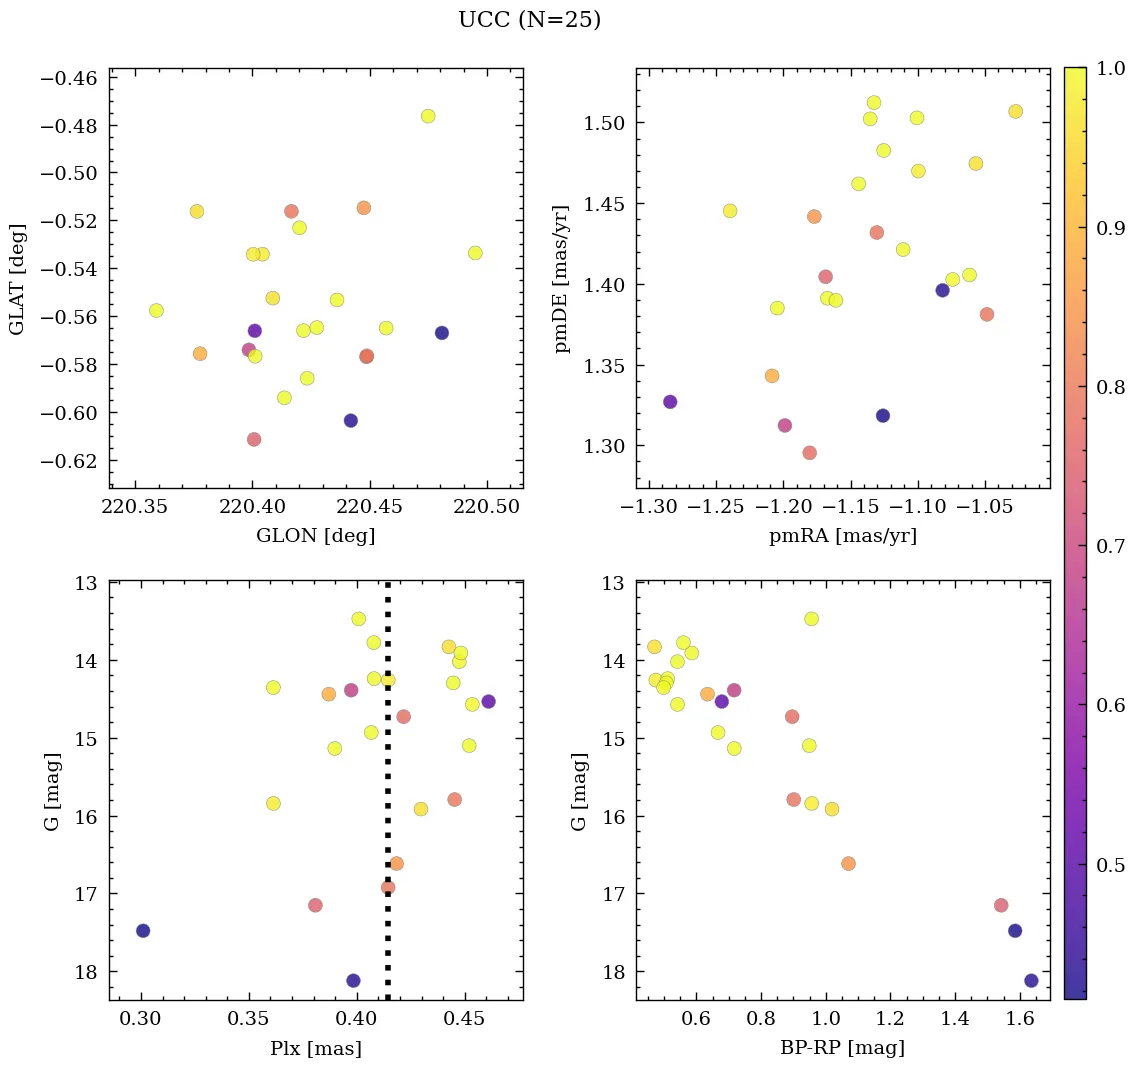 UCC (N=25)
−0.46
−0.48
−0.50
−0.52
−0.54
−0.56
−0.58
−0.60
−0.62
GLAT [deg]
220.35 220.40 220.45 220.50
GLON [deg]
1.50
1.45
1.40
1.35
1.30
pmDE [mas/yr]
−1.30 −1.25 −1.20 −1.15 −1.10 −1.05
pmRA [mas/yr]
13
14
15
16
17
18
G [mag]
0.30 0.35 0.40 0.45
Plx [mas]
13
14
15
16
17
18
G [mag]
0.6 0.8 1.0 1.2 1.4 1.6
BP-RP [mag]
1.0
0.9
0.8
0.7
0.6
0.5